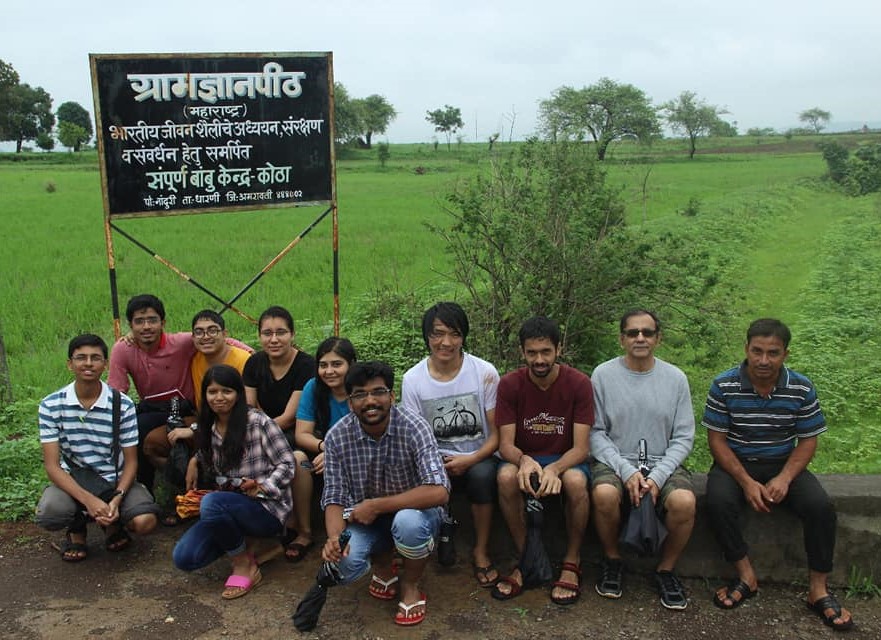 ग्रामज्ञानपीठ
(महाराष्ट्र)
भारतीय जीवन शैलीचे अध्ययन, संरक्षण
व संवर्धन हेतु समर्पित
संपूर्ण बांबु केन्द्र - कोठा
पो: नांदुरी ता: धारणी जि: अमरावती ४४४७०२